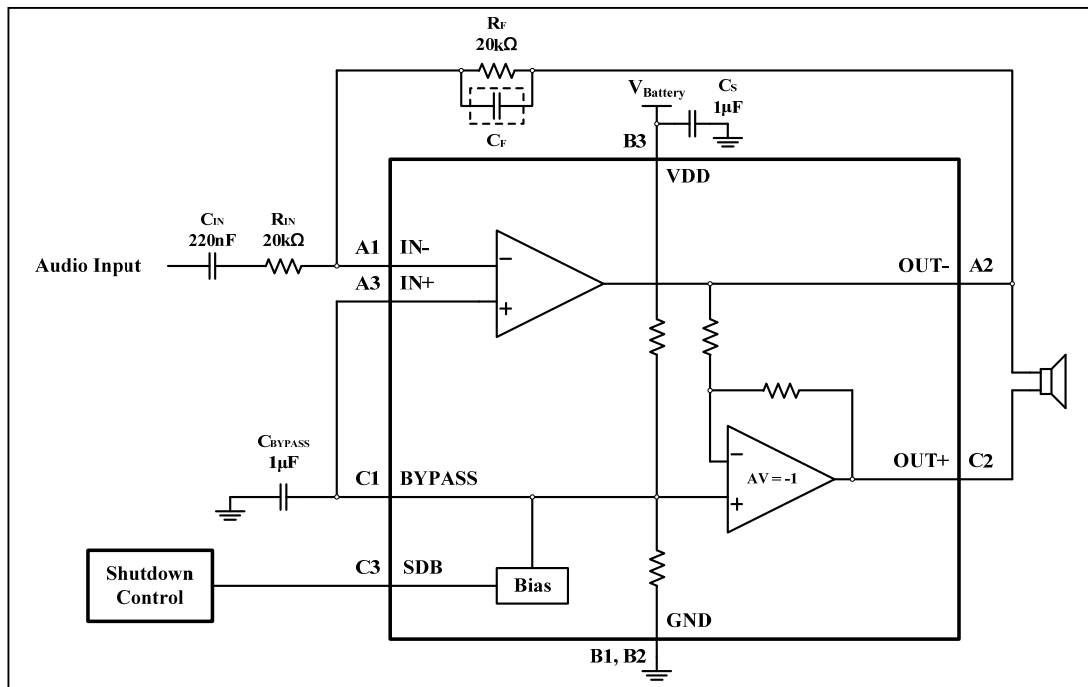 RF
20kΩ
CF
VBattery
CS
1μF
B3
VDD
CIN
220nF
RIN
20kΩ
Audio Input
A1
IN-
A3
IN+
OUT-
A2
CBYPASS
1μF
C1
BYPASS
AV = -1
OUT+
C2
Shutdown
Control
C3
SDB
Bias
GND
B1, B2